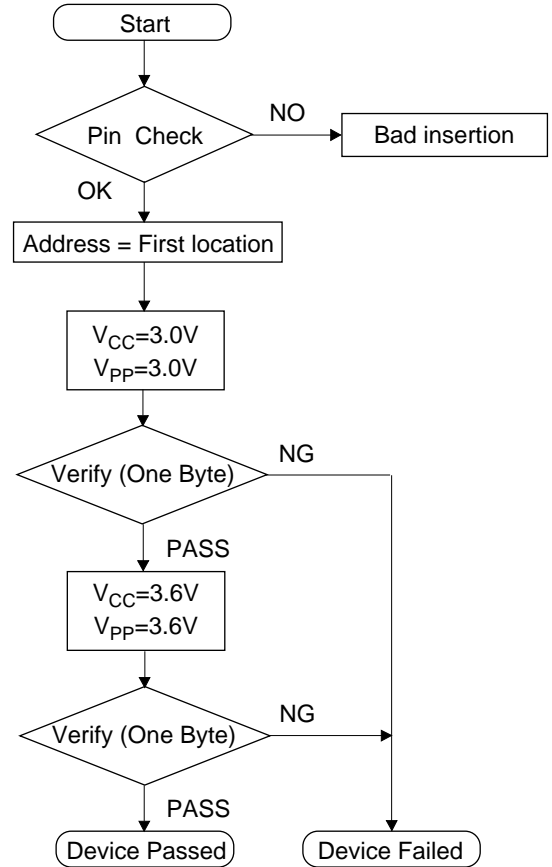 Start
Pin Check
NO
Bad insertion
OK
Address = First location
VCC=3.0V
VPP=3.0V
Verify (One Byte)
NG
PASS
VCC=3.6V
VPP=3.6V
Verify (One Byte)
NG
PASS
Device Passed
Device Failed